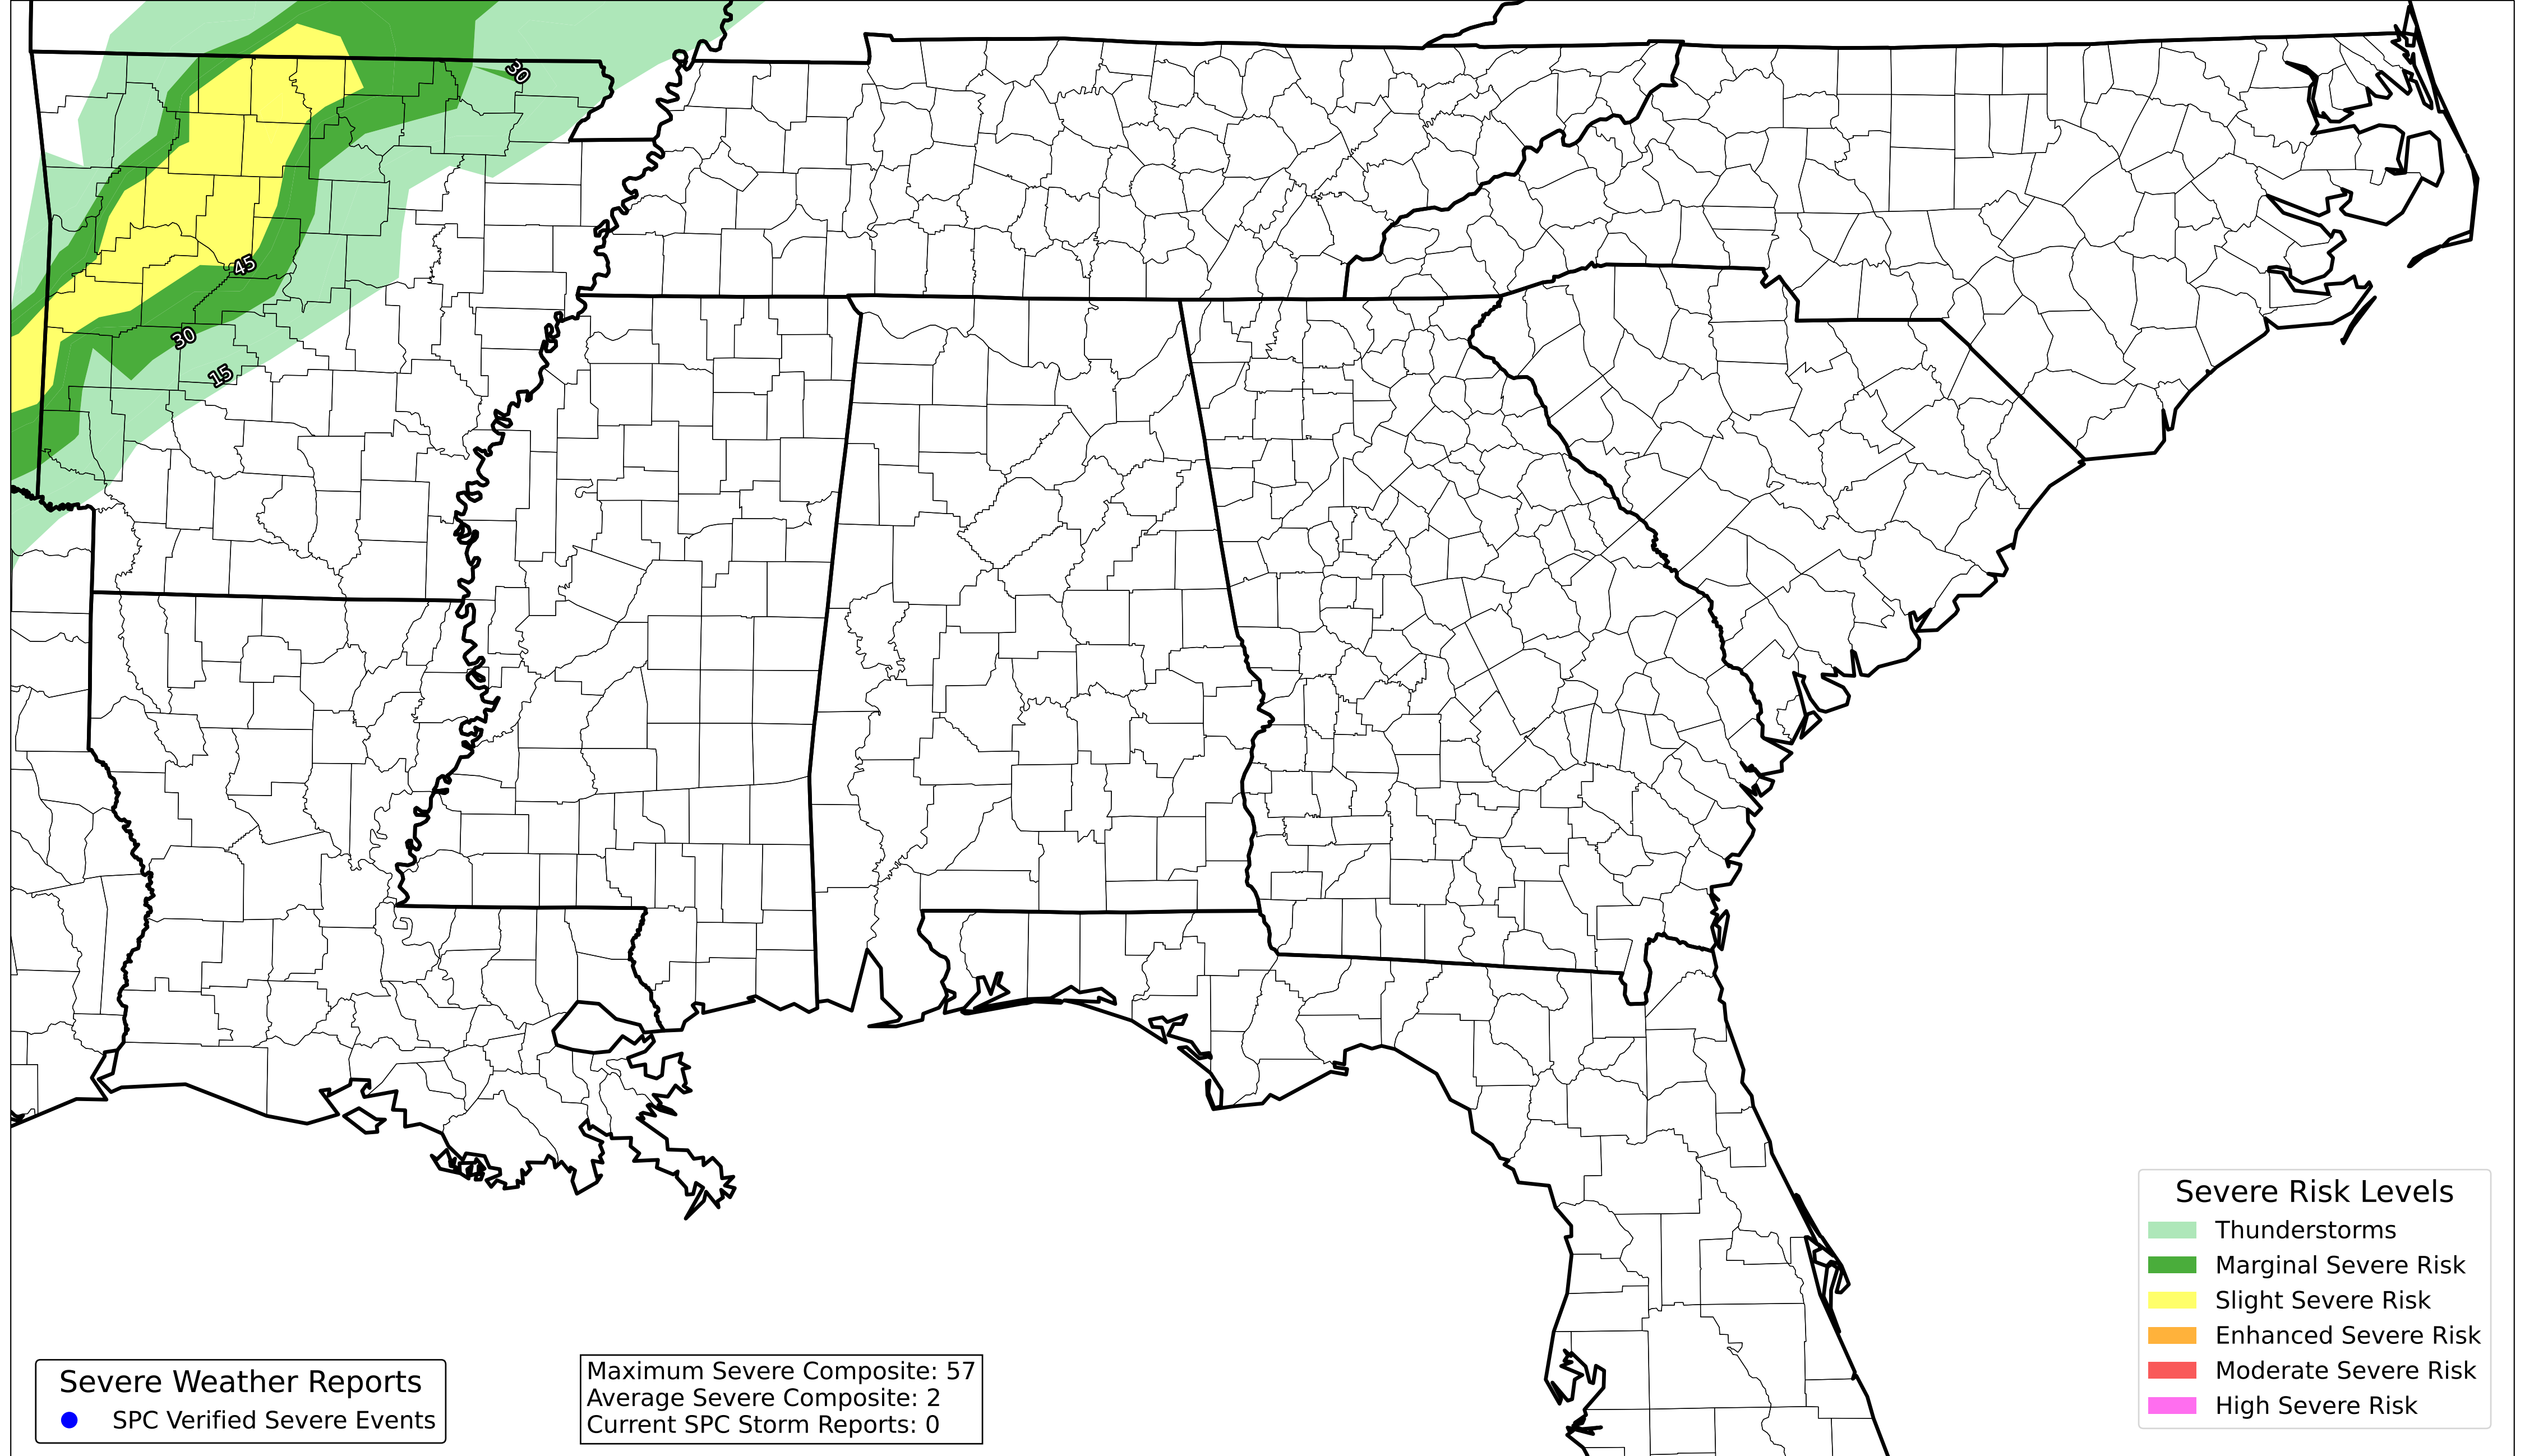 30
45
30
15
Severe Risk Levels
Thunderstorms
Marginal Severe Risk
Slight Severe Risk
Enhanced Severe Risk
Moderate Severe Risk
High Severe Risk
Severe Weather Reports
SPC Verified Severe Events
Maximum Severe Composite: 57
Average Severe Composite: 2
Current SPC Storm Reports: 0